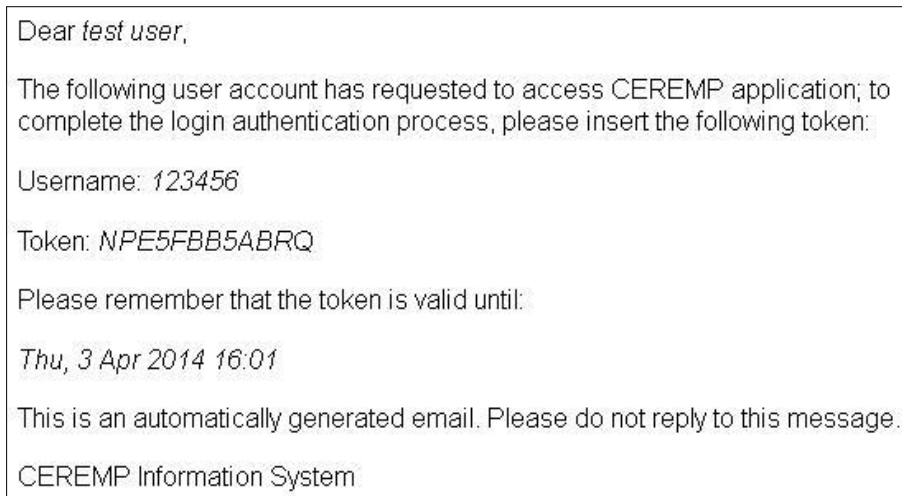 Dear test user,
The following user account has requested to access CEREMP application; to
complete the login authentication process, please insert the following token:
Username: 123456
Token: NPE5FBB5ABRQ
Please remember that the token is valid until:
Thu, 3 Apr 2014 16:01
This is an automatically generated email. Please do not reply to this message.
CEREMP Information System